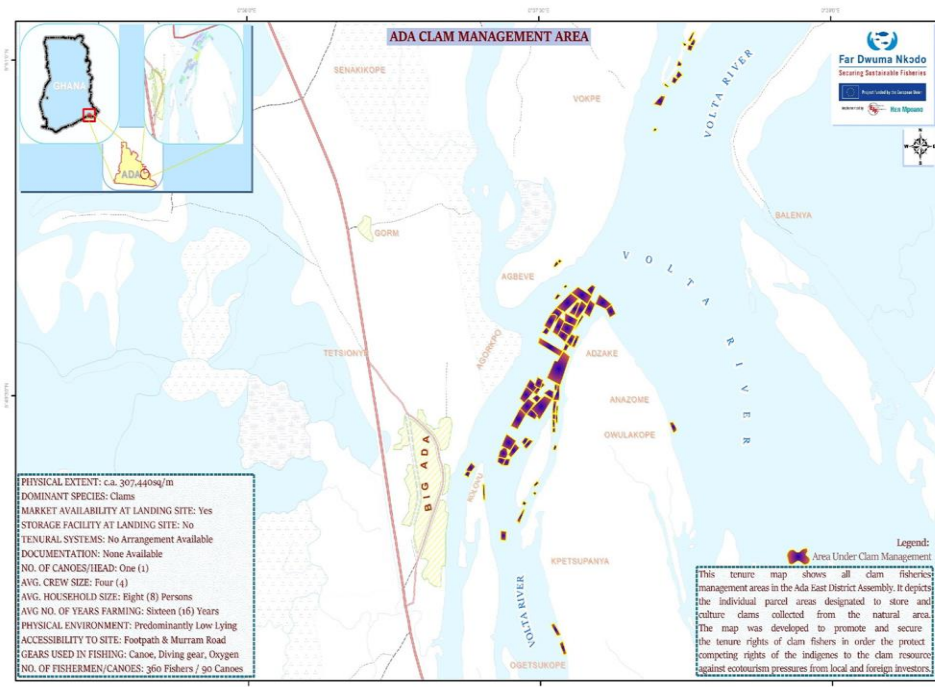 ADA CLAM MANAGEMENT AREA
GHANA
ADA
Far Dwuma Nkɔdo
Securing Sustainable Fisheries
Project funded by the European Union
Hen Mpoano
N
SENAKIKOPE
VOKPE
VOLTA RIVER
BALENYA
GORM
AGBEVE
VOLTA RIVER
TETSIONYI
AGORKPO
ADZAKE
ANAZOME
OWULAKOPE
BIG ADA
KPETSUPANYA
VOLTA RIVER
OGETSUKOPE
PHYSICAL EXTENT: c.a. 307,440sq/m
DOMINANT SPECIES: Clams
MARKET AVAILABILITY AT LANDING SITE: Yes
STORAGE FACILITY AT LANDING SITE: No
TENURAL SYSTEMS: No Arrangement Available
DOCUMENTATION: None Available
NO. OF CANOES/HEAD: One (1)
AVG. CREW SIZE: Four (4)
AVG. HOUSEHOLD SIZE: Eight (8) Persons
AVG NO. OF YEARS FARMING: Sixteen (16) Years
PHYSICAL ENVIRONMENT: Predominantly Low Lying
ACCESSIBILITY TO SITE: Footpath & Murram Road
GEARS USED IN FISHING: Canoe, Diving gear, Oxygen
NO. OF FISHERMEN/CANOES: 360 Fishers / 90 Canoes
Legend:
Area Under Clam Management
This tenure map shows all clam fisheries
management areas in the Ada East District Assembly. It depicts
the individual parcel areas designated to store and
culture clams collected from the natural area.
The map was developed to promote and secure
the tenure rights of clam fishers in order the protect
competing rights of the indigenes to the clam resource
against ecotourism pressures from local and foreign investors.